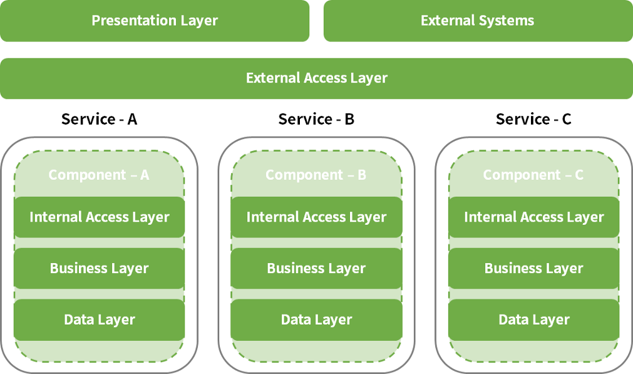 Presentation Layer
External Systems
External Access Layer
Service - A
Service - B
Service - C
Component – A
Component – B
Component – C
Internal Access Layer
Internal Access Layer
Internal Access Layer
Business Layer
Business Layer
Business Layer
Data Layer
Data Layer
Data Layer